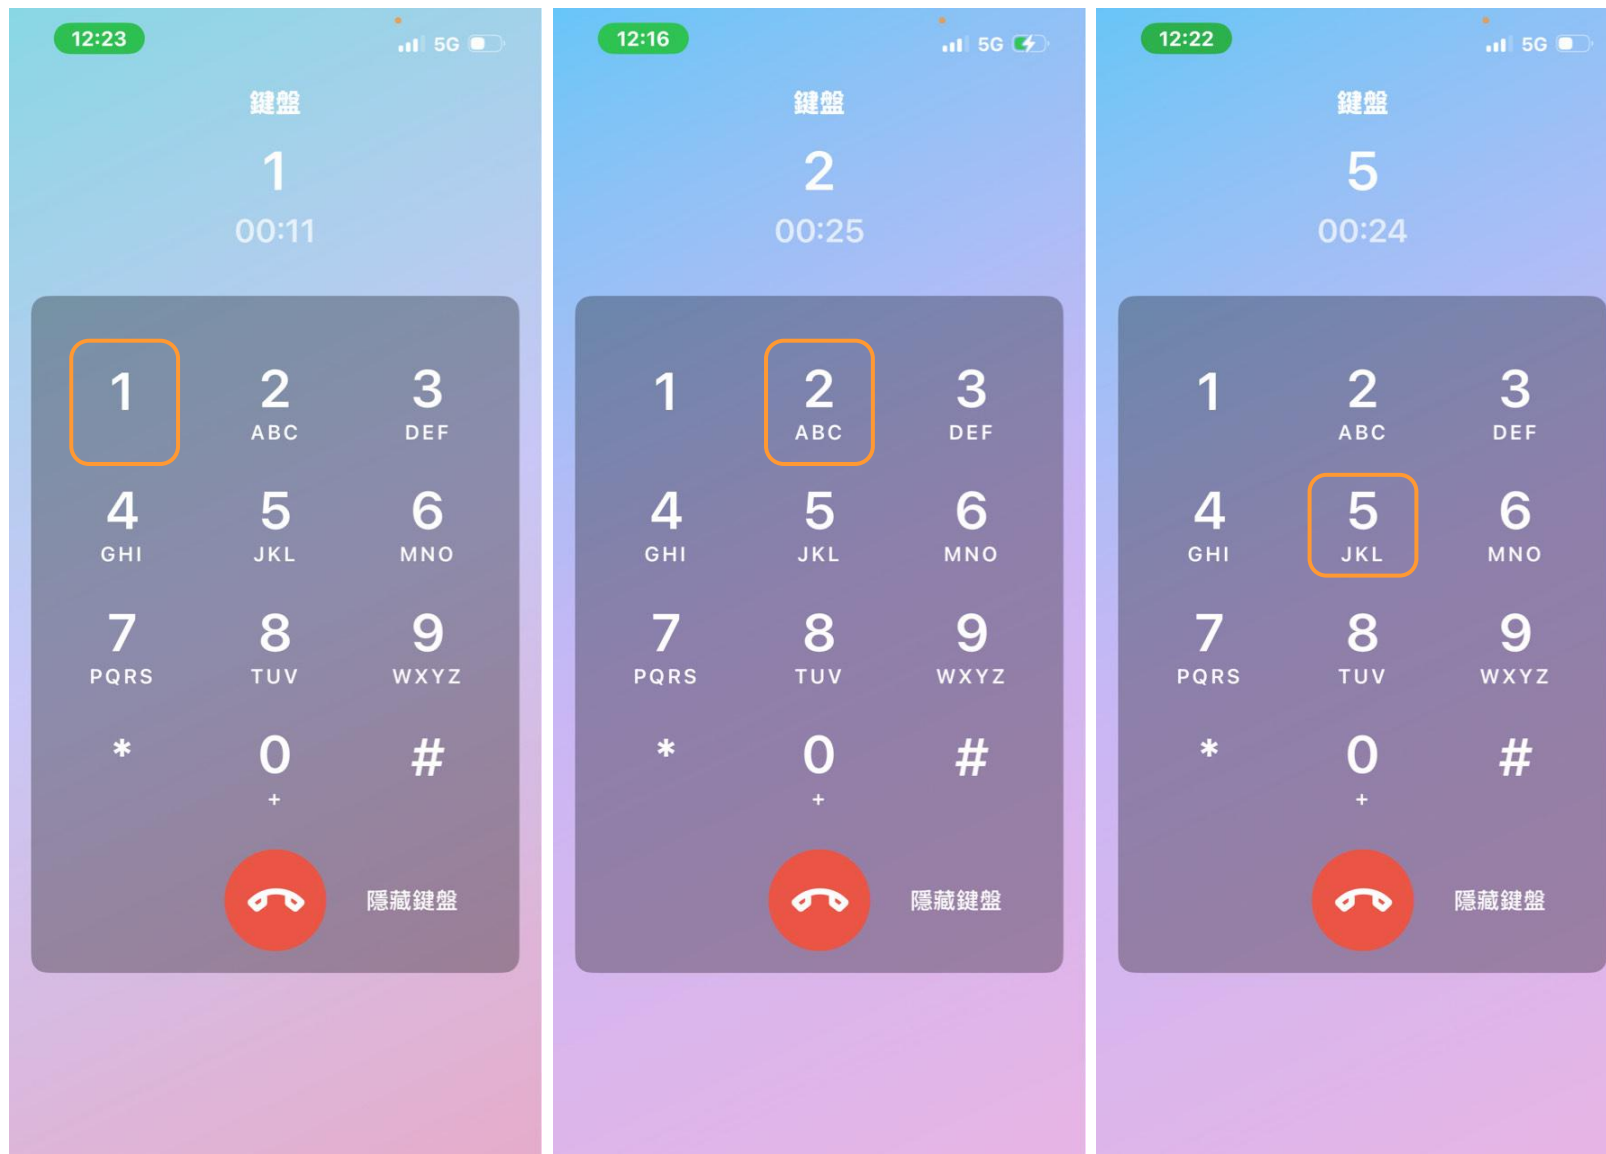 12:23
5G
鍵盤
1
00:11
1
2
3
ABC
DEF
4
5
6
GHI
JKL
MNO
7
8
9
PQRS
TUV
WXYZ
*
0
#
+
隱藏鍵盤
12:16
5G
鍵盤
2
00:25
1
2
3
ABC
DEF
4
5
6
GHI
JKL
MNO
7
8
9
PQRS
TUV
WXYZ
*
0
#
+
隱藏鍵盤
12:22
5G
鍵盤
5
00:24
1
2
3
ABC
DEF
4
5
6
GHI
JKL
MNO
7
8
9
PQRS
TUV
WXYZ
*
0
#
+
隱藏鍵盤